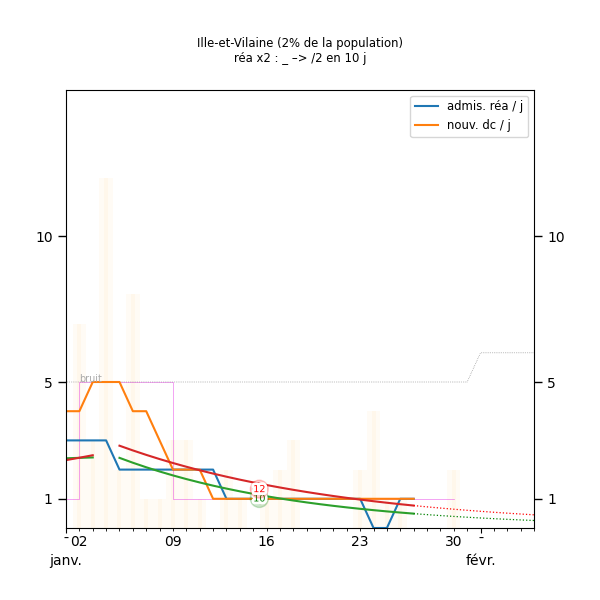 Ille-et-Vilaine (2% de la population)
réa x2 : _ –> /2 en 10 j
admis. réa / j
nouv. dc / j
10
10
bruit
5
5
12
10
1
1
02
09
16
23
30
janv.
févr.